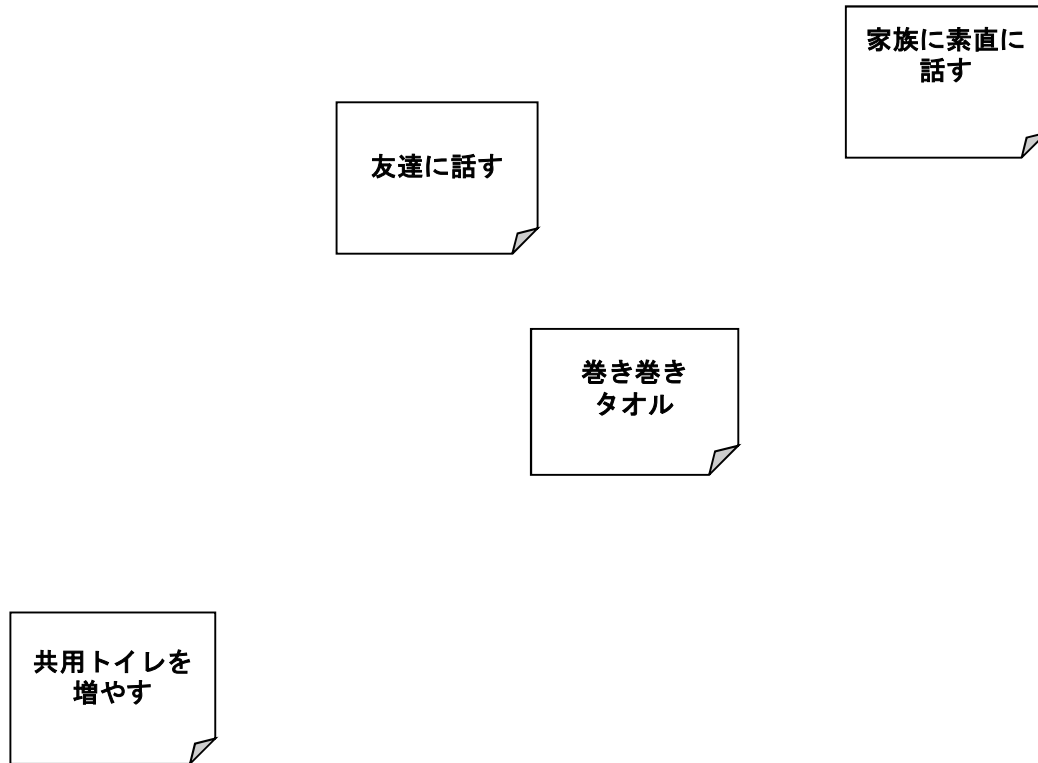 家族に素直に
話す
友達に話す
巻き巻き
タオル
共用トイレを
増やす